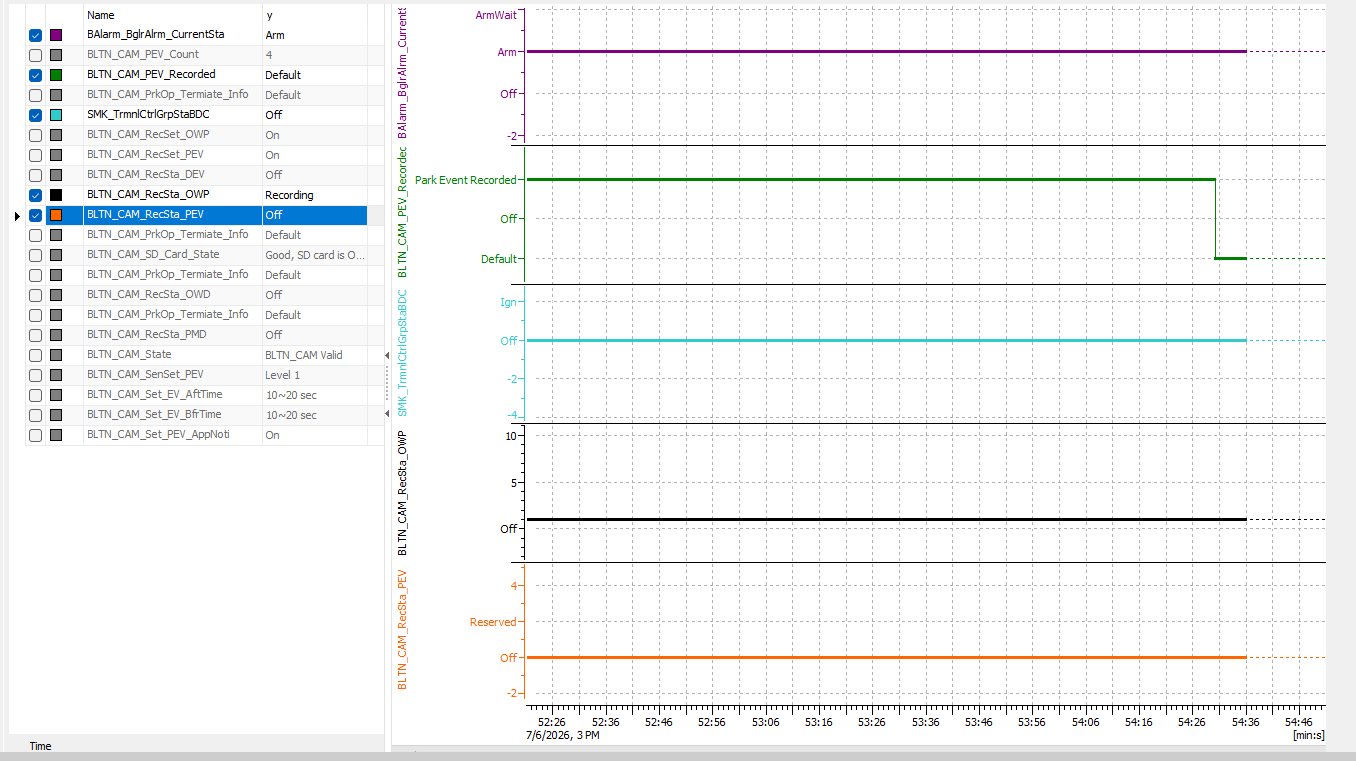 Name y
BAlarm_BglrAlrm_CurrentSta Arm
BLTN_CAM_PEV_Count 4
BLTN_CAM_PEV_Recorded Default
BLTN_CAM_PrkOp_Termiate_Info Default
SMK_TrmnlCtrlGrpStaBDC Off
BLTN_CAM_RecSet_OWP On
BLTN_CAM_RecSet_PEV On
BLTN_CAM_RecSta_DEV Off
BLTN_CAM_RecSta_OWP Recording
BLTN_CAM_RecSta_PEV Off
BLTN_CAM_PrkOp_Termiate_Info Default
BLTN_CAM_SD_Card_State Good, SD card is O...
BLTN_CAM_PrkOp_Termiate_Info Default
BLTN_CAM_RecSta_OWD Off
BLTN_CAM_PrkOp_Termiate_Info Default
BLTN_CAM_RecSta_PMD Off
BLTN_CAM_State BLTN_CAM Valid
BLTN_CAM_SenSet_PEV Level 1
BLTN_CAM_Set_EV_AftTime 10~20 sec
BLTN_CAM_Set_EV_BfrTime 10~20 sec
BLTN_CAM_Set_PEV_AppNoti On
Time
BAlarm_BglrAlrm_CurrentS
ArmWait
Arm
Off
-2
BLTN_CAM_PEV_Recorded
Park Event Recorded
Off
Default
SMK_TrmnlCtrlGrpStaBDC
Ign
Off
-2
-4
BLTN_CAM_RecSta_OWP
10
5
Off
BLTN_CAM_RecSta_PEV
4
Reserved
Off
-2
52:26 52:36 52:46 52:56 53:06 53:16 53:26 53:36 53:46 53:56 54:06 54:16 54:26 54:36 54:46
7/6/2026, 3 PM [min:s]